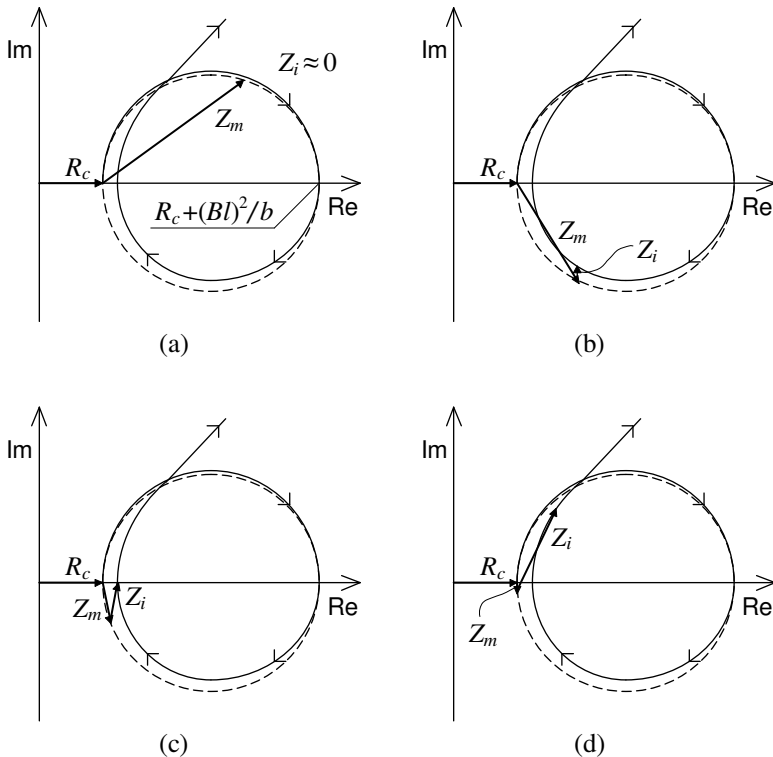 Im
Z_i ≈ 0
Z_m
R_c
R_c+(Bl)^2/b
Re
(a)
Im
R_c
Z_m
Z_i
Re
(b)
Im
R_c
Z_m
Z_i
Re
(c)
Im
Z_i
R_c
Z_m
Re
(d)